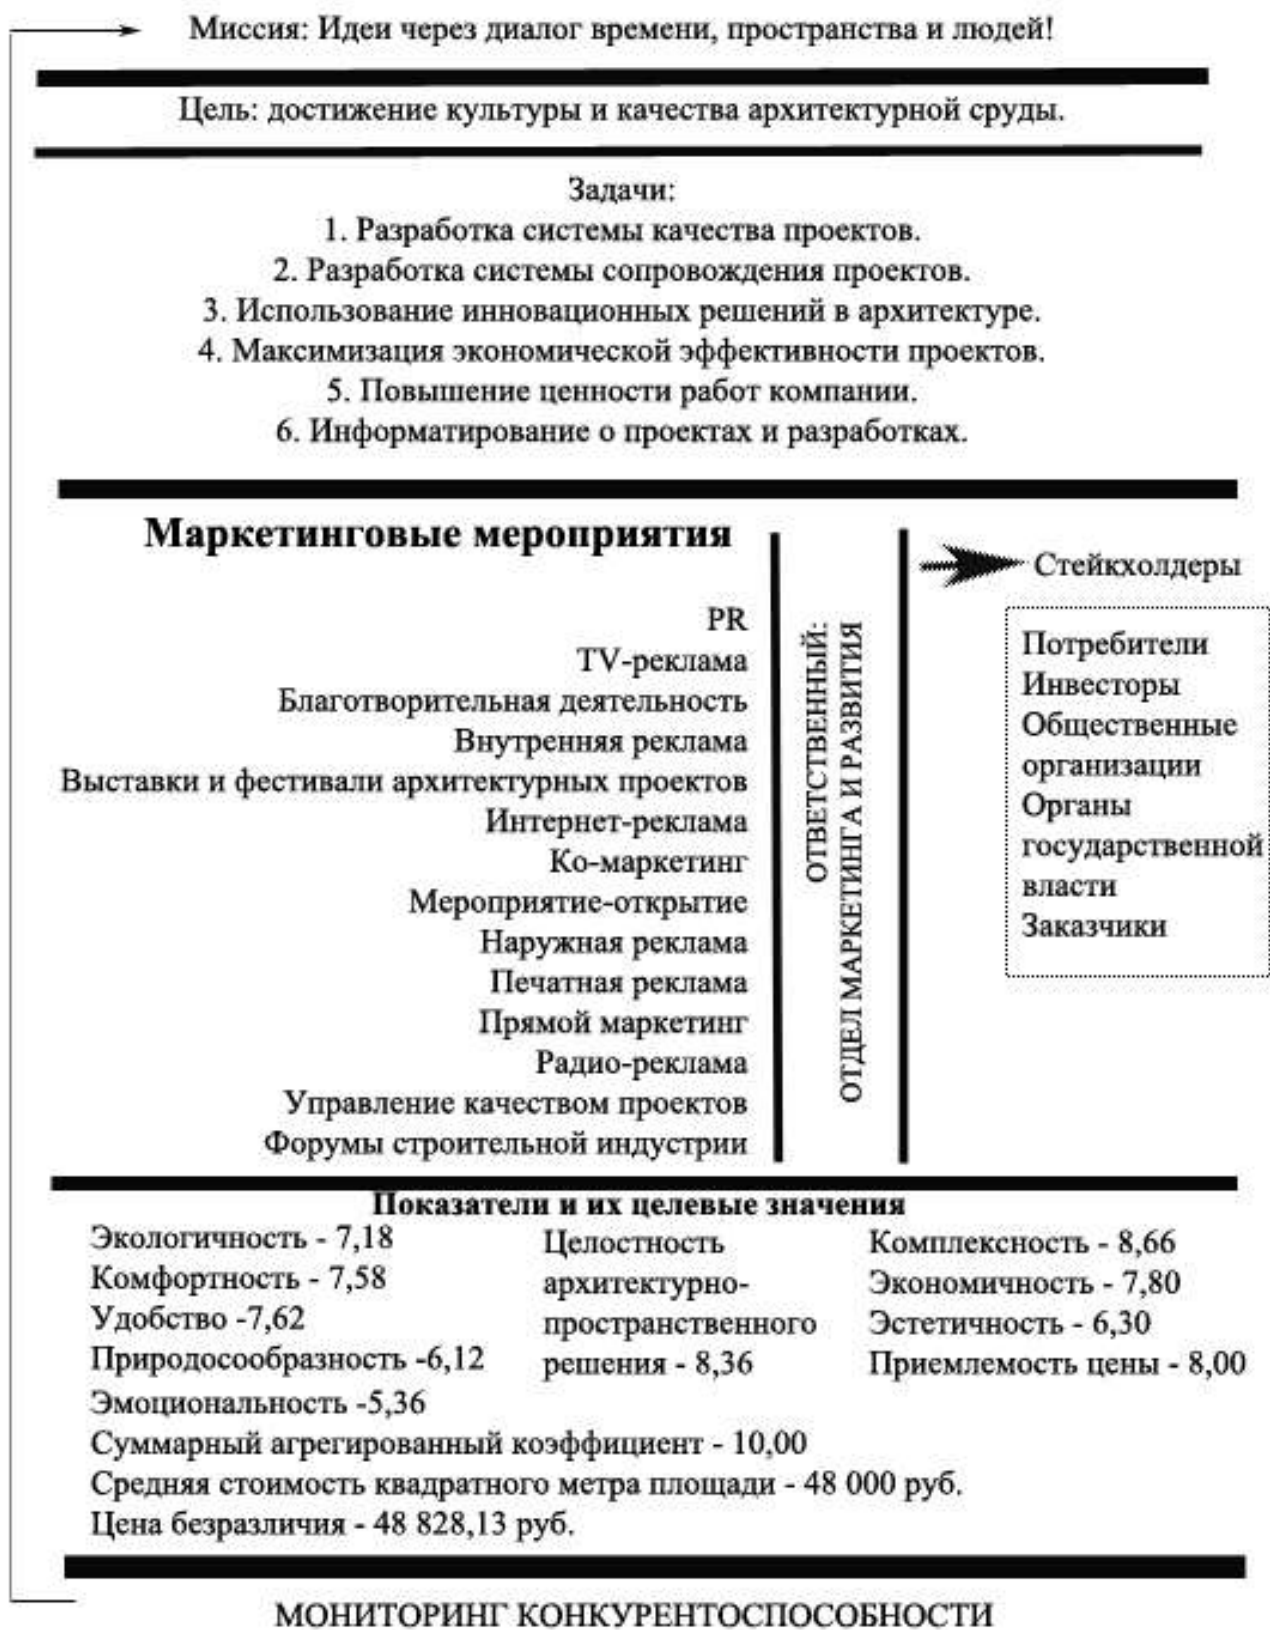 Миссия: Идеи через диалог времени, пространства и людей!
Цель: достижение культуры и качества архитектурной сруды.
Задачи:
1. Разработка системы качества проектов.
2. Разработка системы сопровождения проектов.
3. Использование инновационных решений в архитектуре.
4. Максимизация экономической эффективности проектов.
5. Повышение ценности работ компании.
6. Информатирование о проектах и разработках.
Маркетинговые мероприятия
PR
TV-реклама
Благотворительная деятельность
Внутренняя реклама
Выставки и фестивали архитектурных проектов
Интернет-реклама
Ко-маркетинг
Мероприятие-открытие
Наружная реклама
Печатная реклама
Прямой маркетинг
Радио-реклама
Управление качеством проектов
Форумы строительной индустрии
ОТВЕТСТВЕННЫЙ:
ОТДЕЛ МАРКЕТИНГА И РАЗВИТИЯ
Стейкхолдеры
Потребители
Инвесторы
Общественные
организации
Органы
государственной
власти
Заказчики
Показатели и их целевые значения
Экологичность - 7,18
Комфортность - 7,58
Удобство -7,62
Природосообразность -6,12
Эмоциональность -5,36
Целостность
архитектурно-
пространственного
решения - 8,36
Комплексность - 8,66
Экономичность - 7,80
Эстетичность - 6,30
Приемлемость цены - 8,00
Суммарный агрегированный коэффициент - 10,00
Средняя стоимость квадратного метра площади - 48 000 руб.
Цена безразличия - 48 828,13 руб.
МОНИТОРИНГ КОНКУРЕНТОСПОСОБНОСТИ